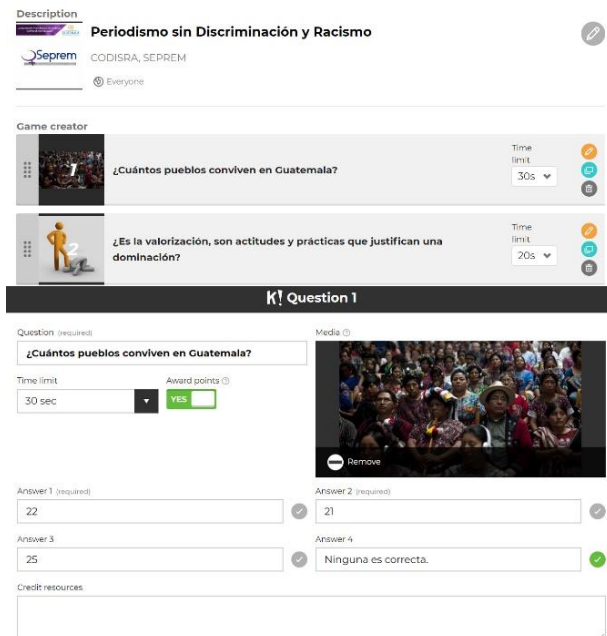 Description
Periodismo sin Discriminación y Racismo
Seprem
CODISRA, SEPREM
Everyone
Game creator
1
¿Cuántos pueblos conviven en Guatemala?
Time
limit
30s
2
¿Es la valorización, son actitudes y prácticas que justifican una
dominación?
Time
limit
20s
K! Question 1
Question (required)
Media
¿Cuántos pueblos conviven en Guatemala?
Time limit
Award points
30 sec
YES
Remove
Answer 1 (required)
Answer 2 (required)
22
21
Answer 3
Answer 4
25
Ninguna es correcta.
Credit resources